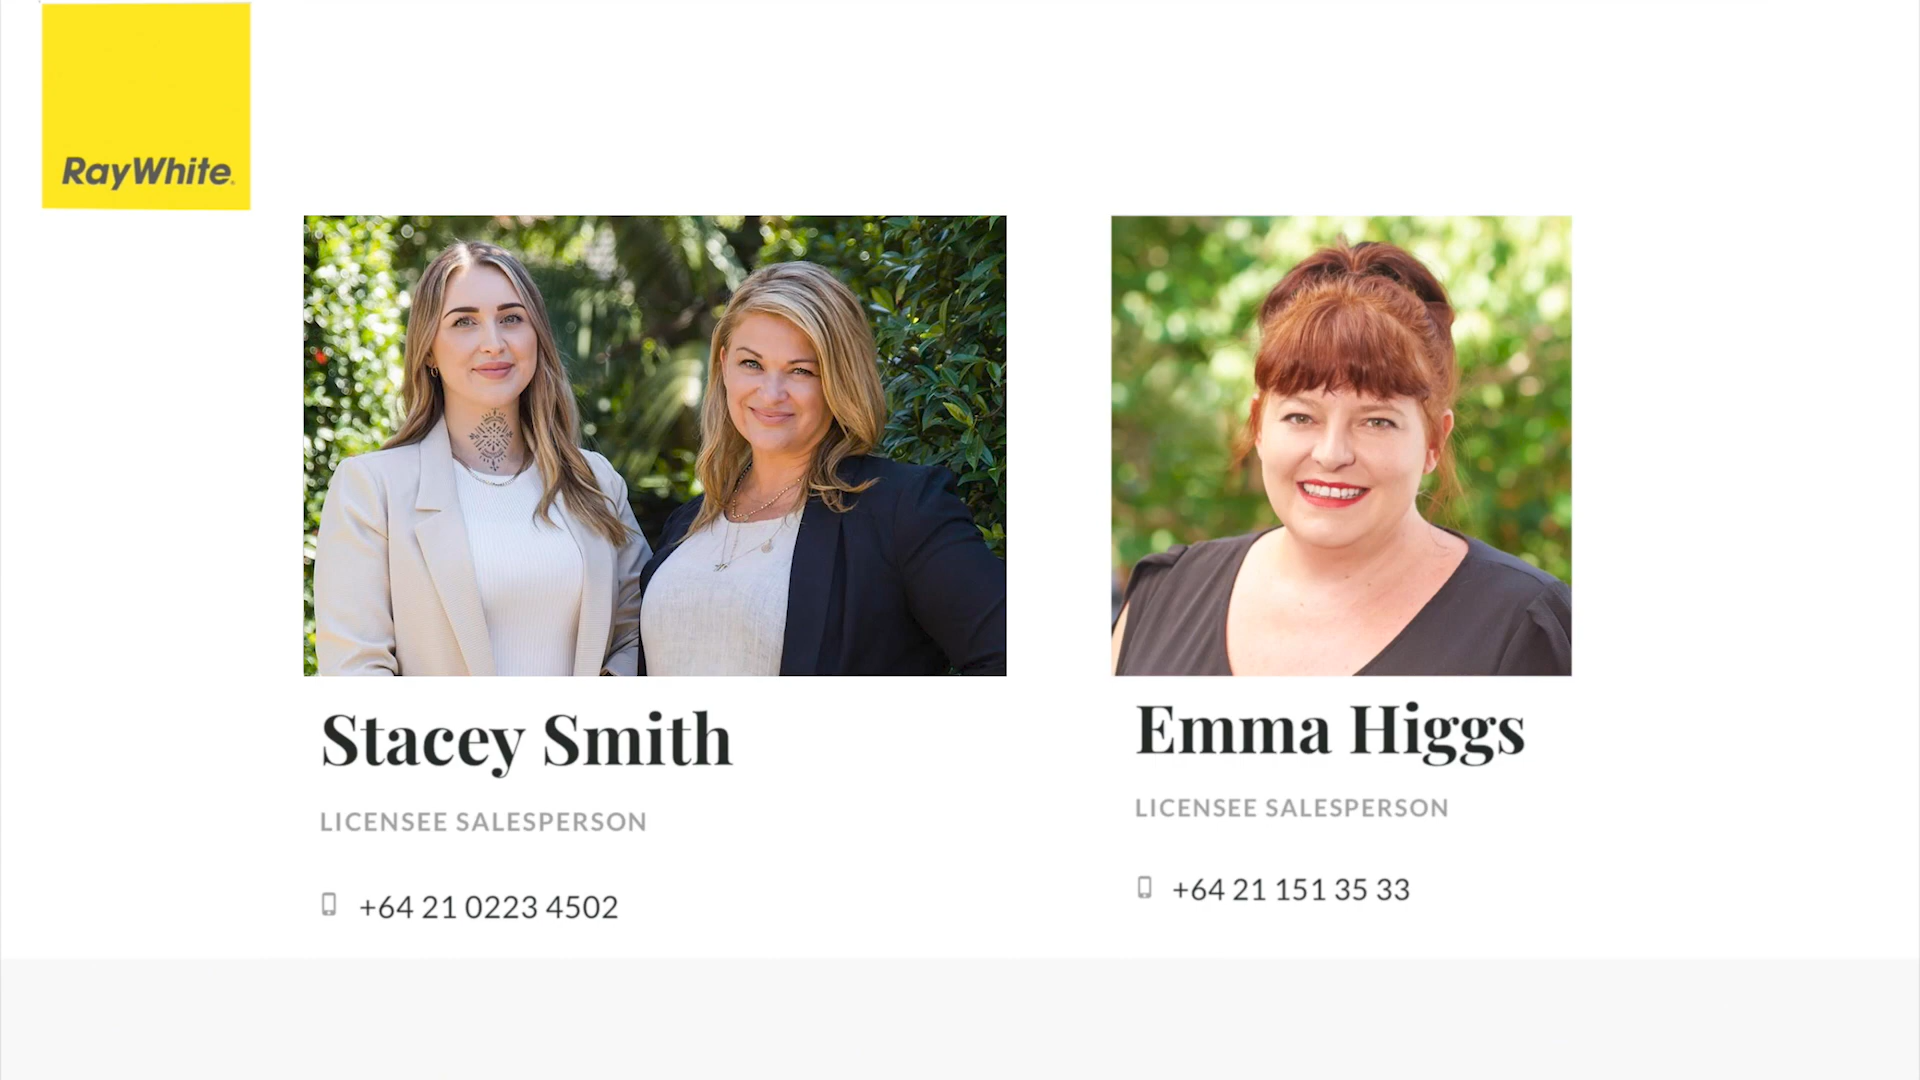 RayWhite.
Stacey Smith
LICENSEE SALESPERSON
+64 21 0223 4502
Emma Higgs
LICENSEE SALESPERSON
+64 21 151 35 33